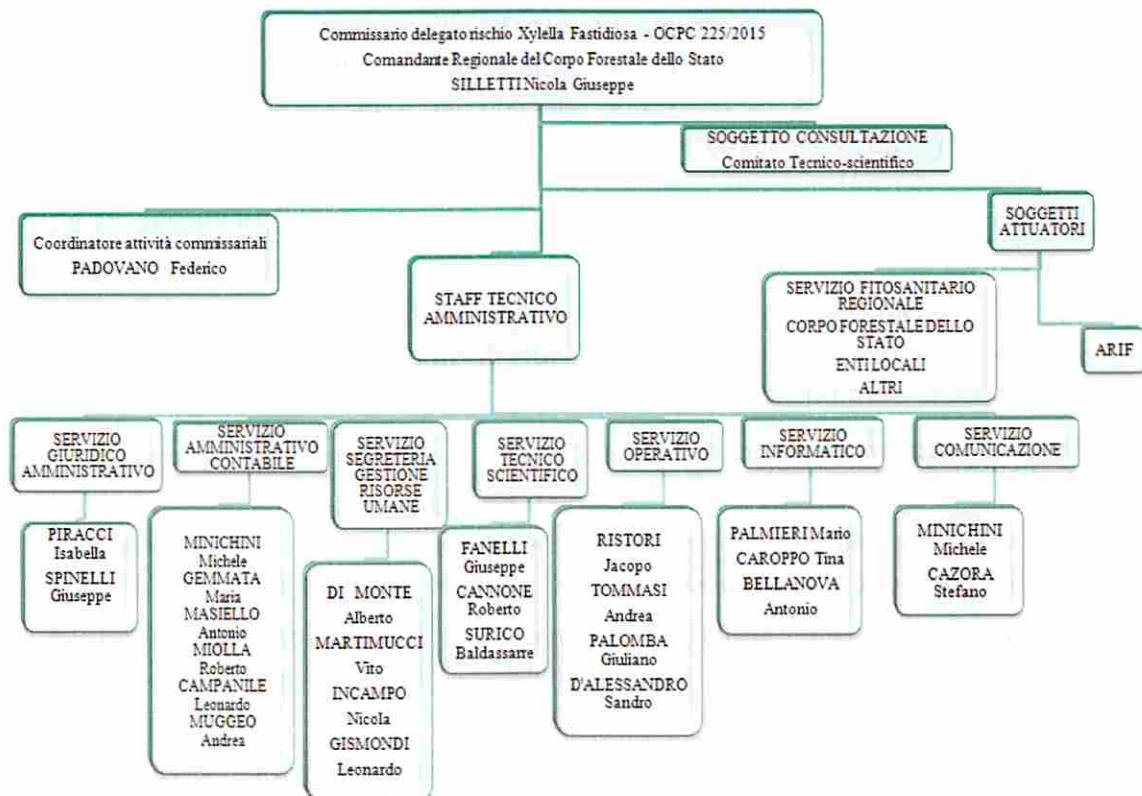 Commissario delegato rischio Xylella Fastidiosa - OCPC 225/2015
Comandante Regionale del Corpo Forestale dello Stato
SILLETTI Nicola Giuseppe
SOGGETTO CONSULTAZIONE
Comitato Tecnico-scientifico
Coordinatore attività commissariali
PADOVANO Federico
SOGGETTI
ATTUATORI
STAFF TECNICO
AMMINISTRATIVO
SERVIZIO FITOSANITARIO
REGIONALE
CORPO FORESTALE DELLO
STATO
ENTI LOCALI
ALTRI
ARIF
SERVIZIO
GIURIDICO
AMMINISTRATIVO
PIRACCI
Isabella
SPINELLI
Giuseppe
SERVIZIO
AMMINISTRATIVO
CONTABILE
MINICHINI
Michele
GEMMATA
Maria
MASIELLO
Antonio
MIOLLA
Roberto
CAMPANILE
Leonardo
MUGGEO
Andrea
SERVIZIO
SEGRETERIA
GESTIONE
RISORSE
UMANE
DI MONTE
Alberto
MARTIMUCCI
Vito
INCAMPO
Nicola
GISMONDI
Leonardo
SERVIZIO
TECNICO
SCIENTIFICO
FANELLI
Giuseppe
CANNONE
Roberto
SURICO
Baldassarre
SERVIZIO
OPERATIVO
RISTORI
Jacopo
TOMMASI
Andrea
PALOMBA
Giuliano
D'ALESSANDRO
Sandro
SERVIZIO
INFORMATICO
PALMIERI Mario
CAROPPO Tina
BELLANOVA
Antonio
SERVIZIO
COMUNICAZIONE
MINICHINI
Michele
CAZORA
Stefano